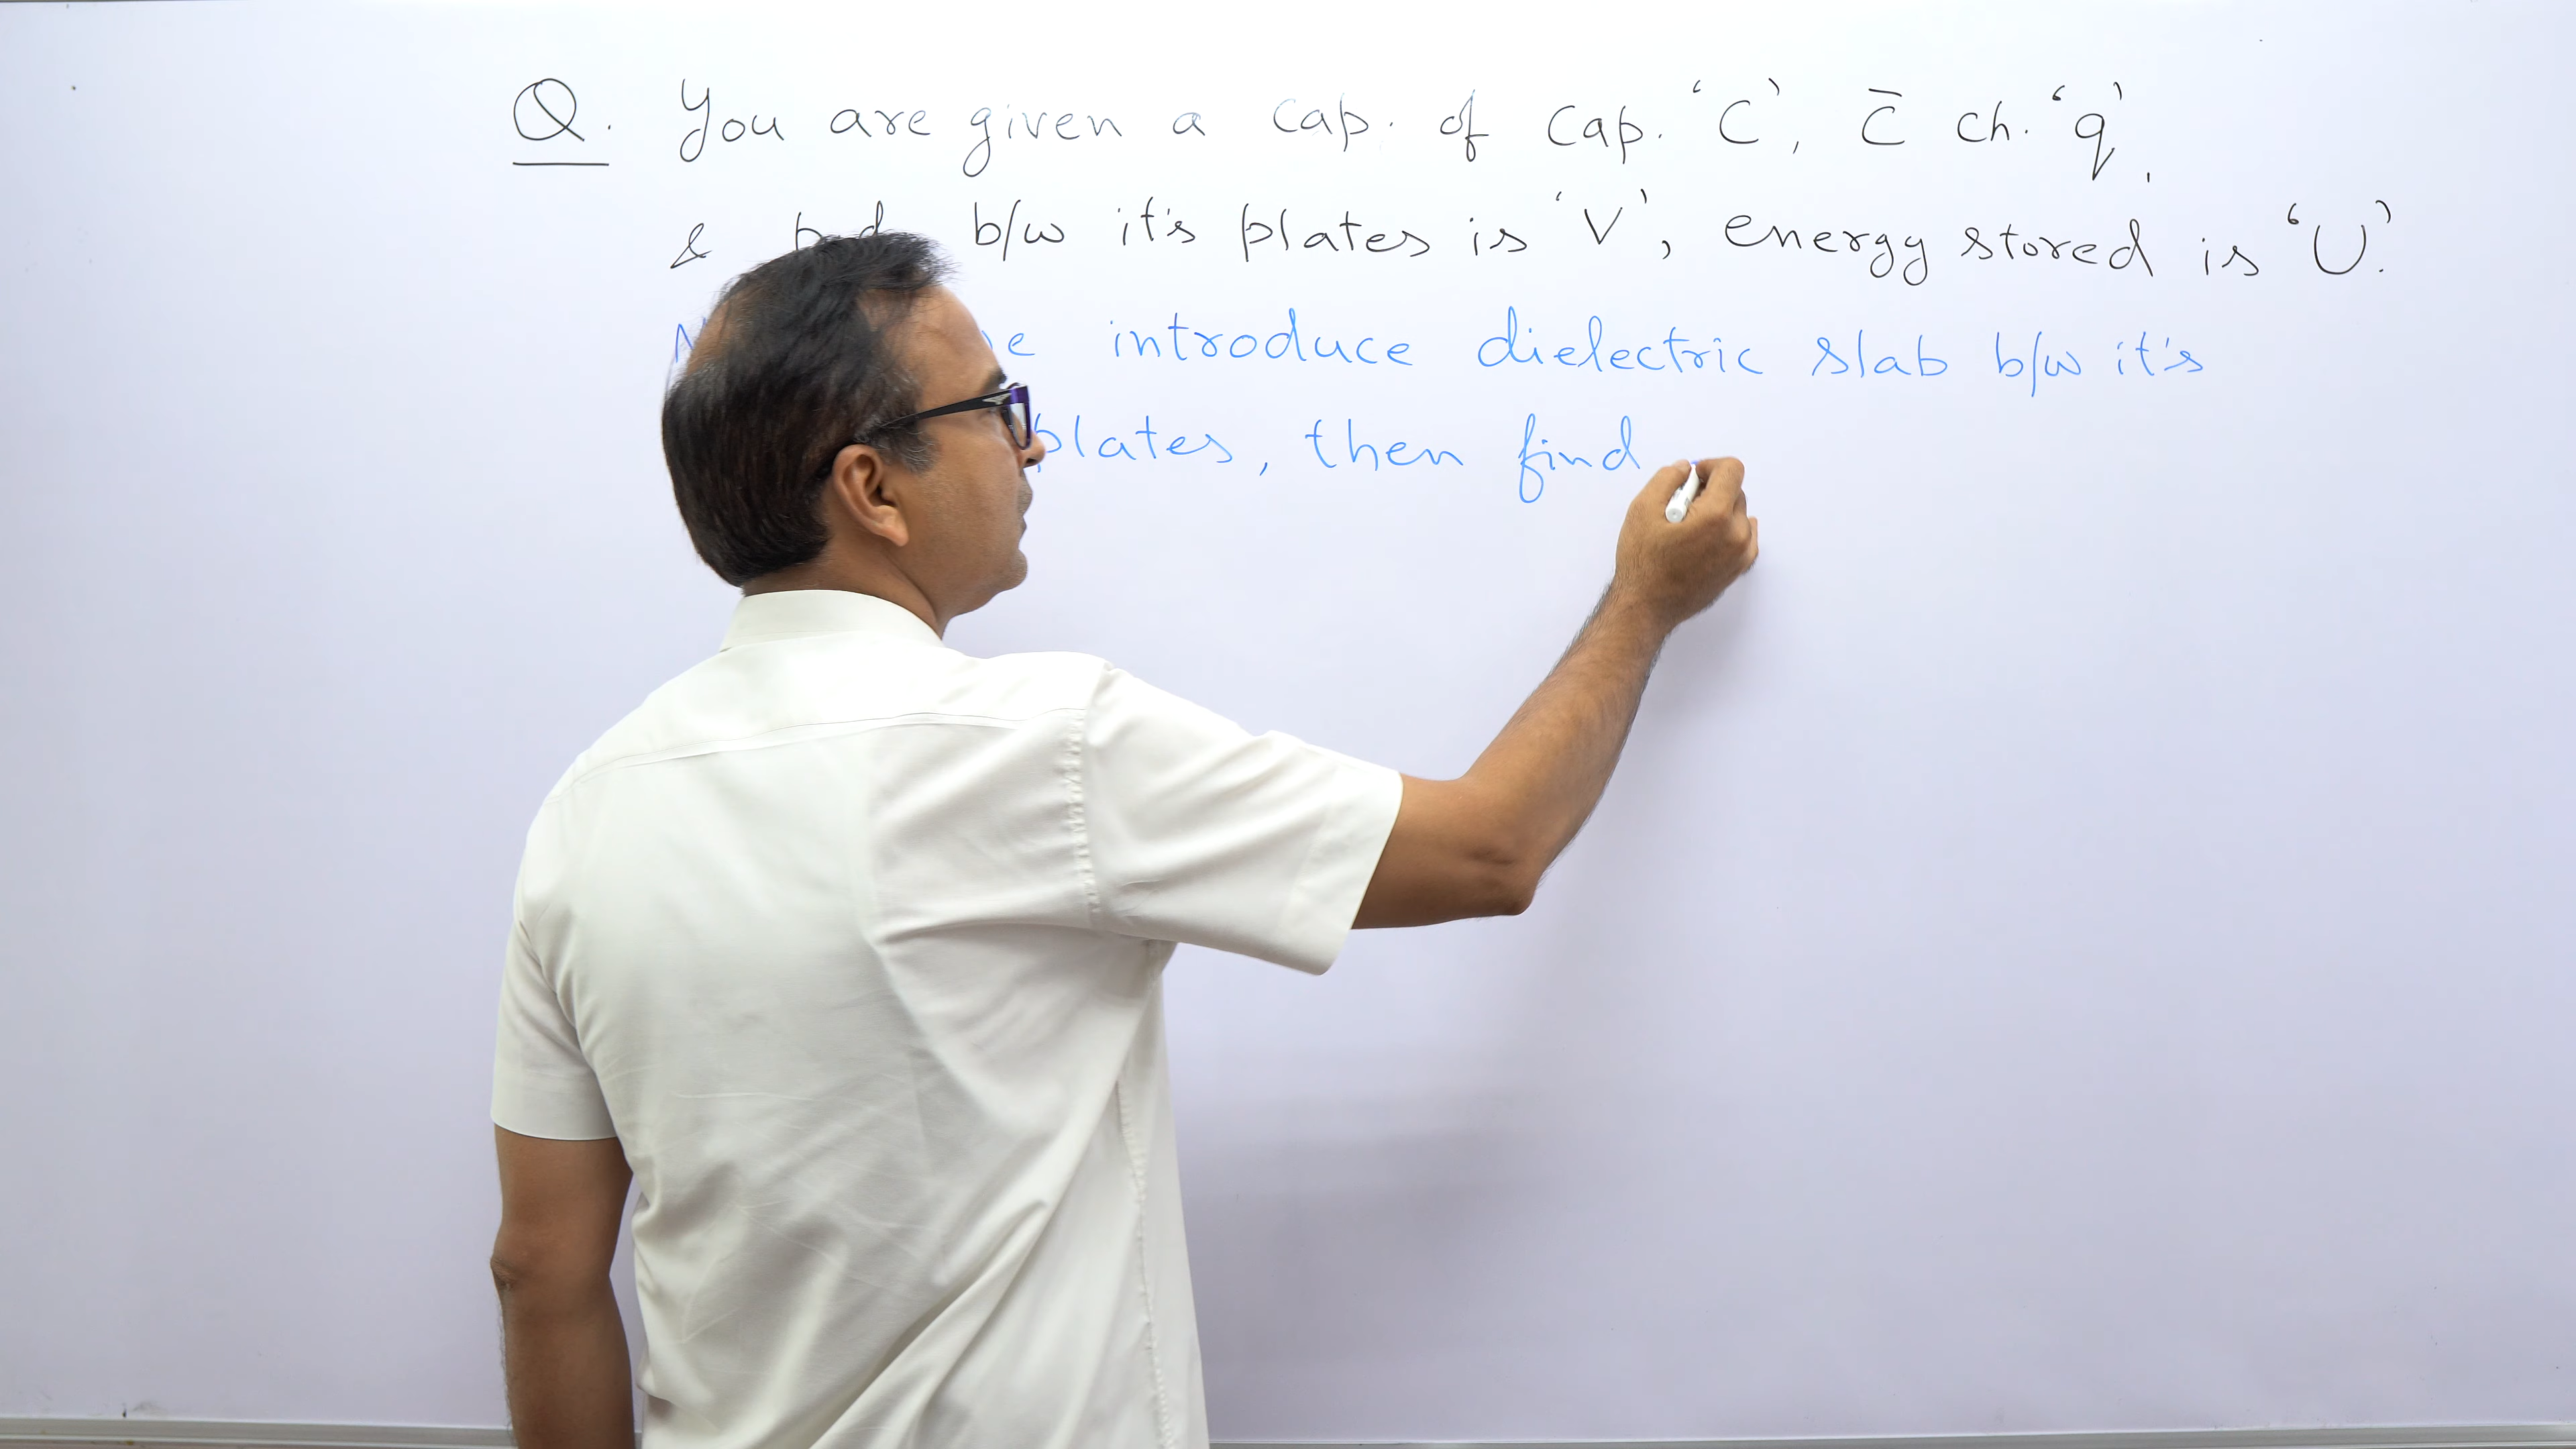 Q. You are given a cap. of cap. ‘C’, c̄ ch. ‘q’,
& b/w it's plates is ‘V’, energy stored is ‘U’.
introduce dielectric slab b/w it's
plates, then find